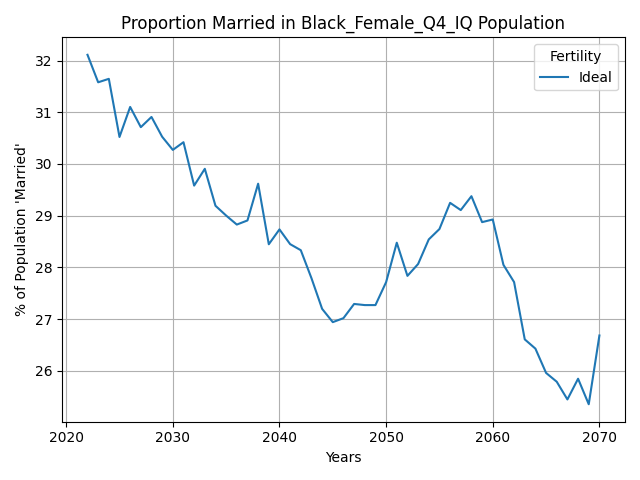 Proportion Married in Black_Female_Q4_IQ Population
Fertility
Ideal
% of Population 'Married'
32
31
30
29
28
27
26
2020 2030 2040 2050 2060 2070
Years